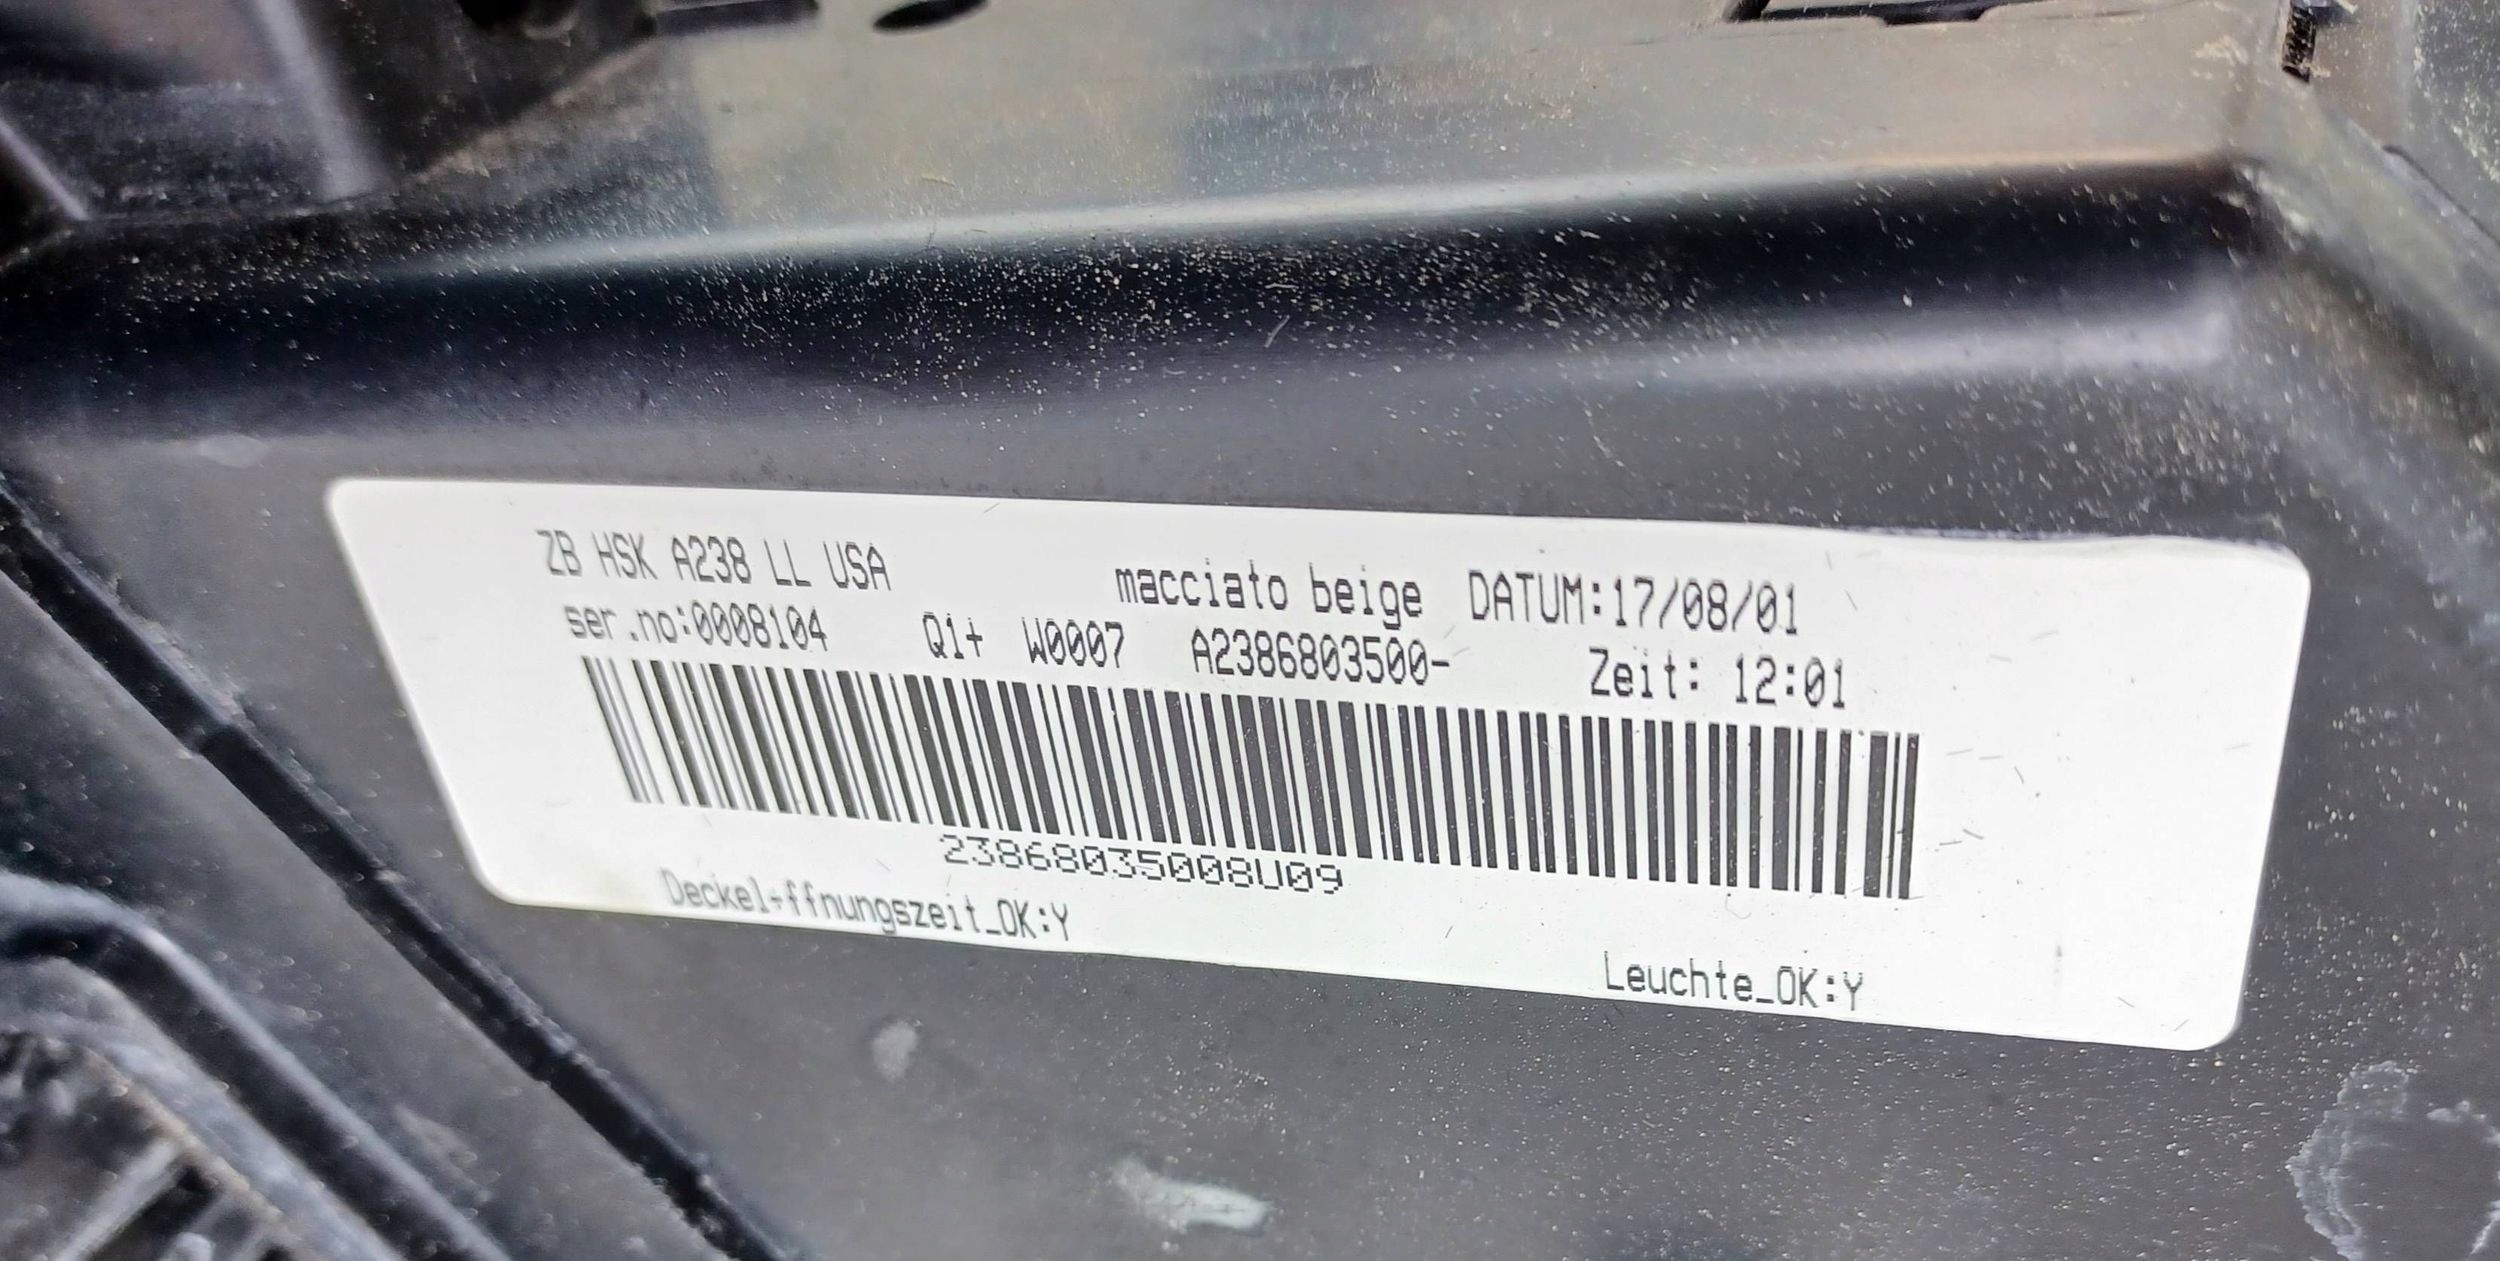 ZB HSK A238 LL USA macciato beige DATUM:17/08/01
ser.no:0008104 Q1+ W0007 A2386803500- Zeit: 12:01
23868035008U09
Deckel÷ffnungszeit_OK:Y Leuchte_OK:Y